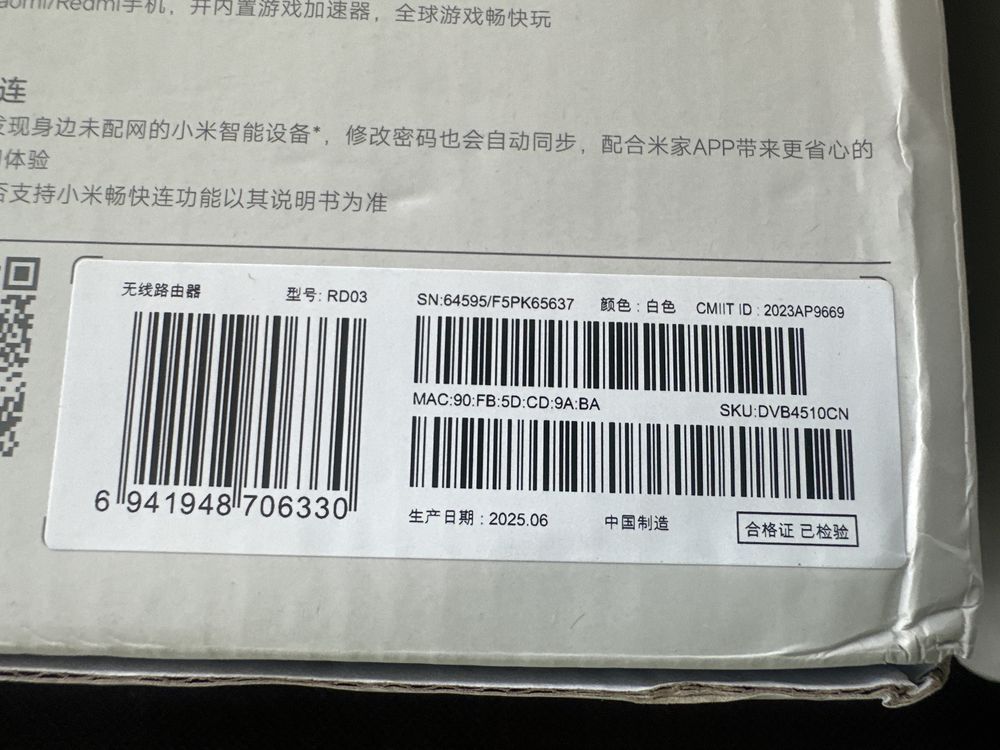 /Redmi手机，并内置游戏加速器，全球游戏畅快玩
连
发现身边未配网的小米智能设备*，修改密码也会自动同步，配合米家APP带来更省心的
体验
否支持小米畅快连功能以其说明书为准
无线路由器 型号: RD03
6 941948 706330
SN:64595/F5PK65637 颜色 : 白色 CMIIT ID : 2023AP9669
MAC:90:FB:5D:CD:9A:BA SKU:DVB4510CN
生产日期 : 2025.06 中国制造 合格证 已检验